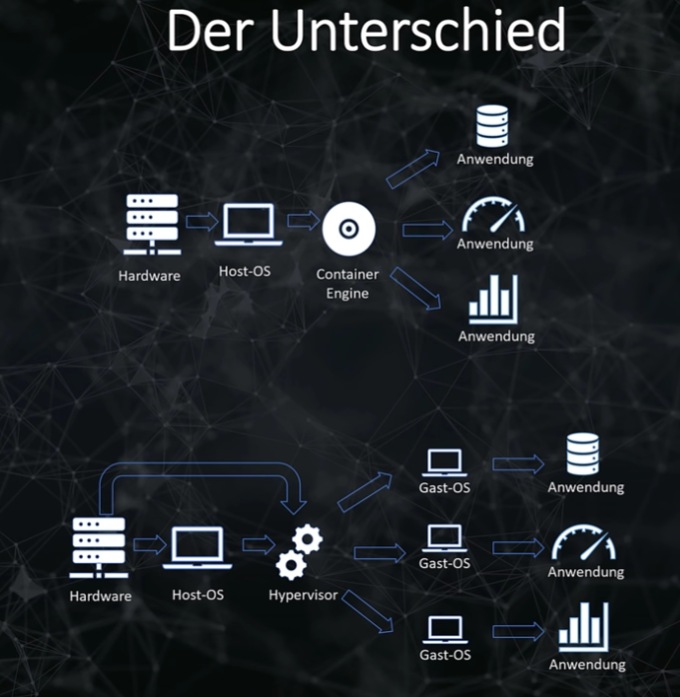 Der Unterschied
Anwendung
Anwendung
Hardware
Host-OS
Container
Engine
Anwendung
Gast-OS
Anwendung
Gast-OS
Anwendung
Hardware
Host-OS
Hypervisor
Gast-OS
Anwendung